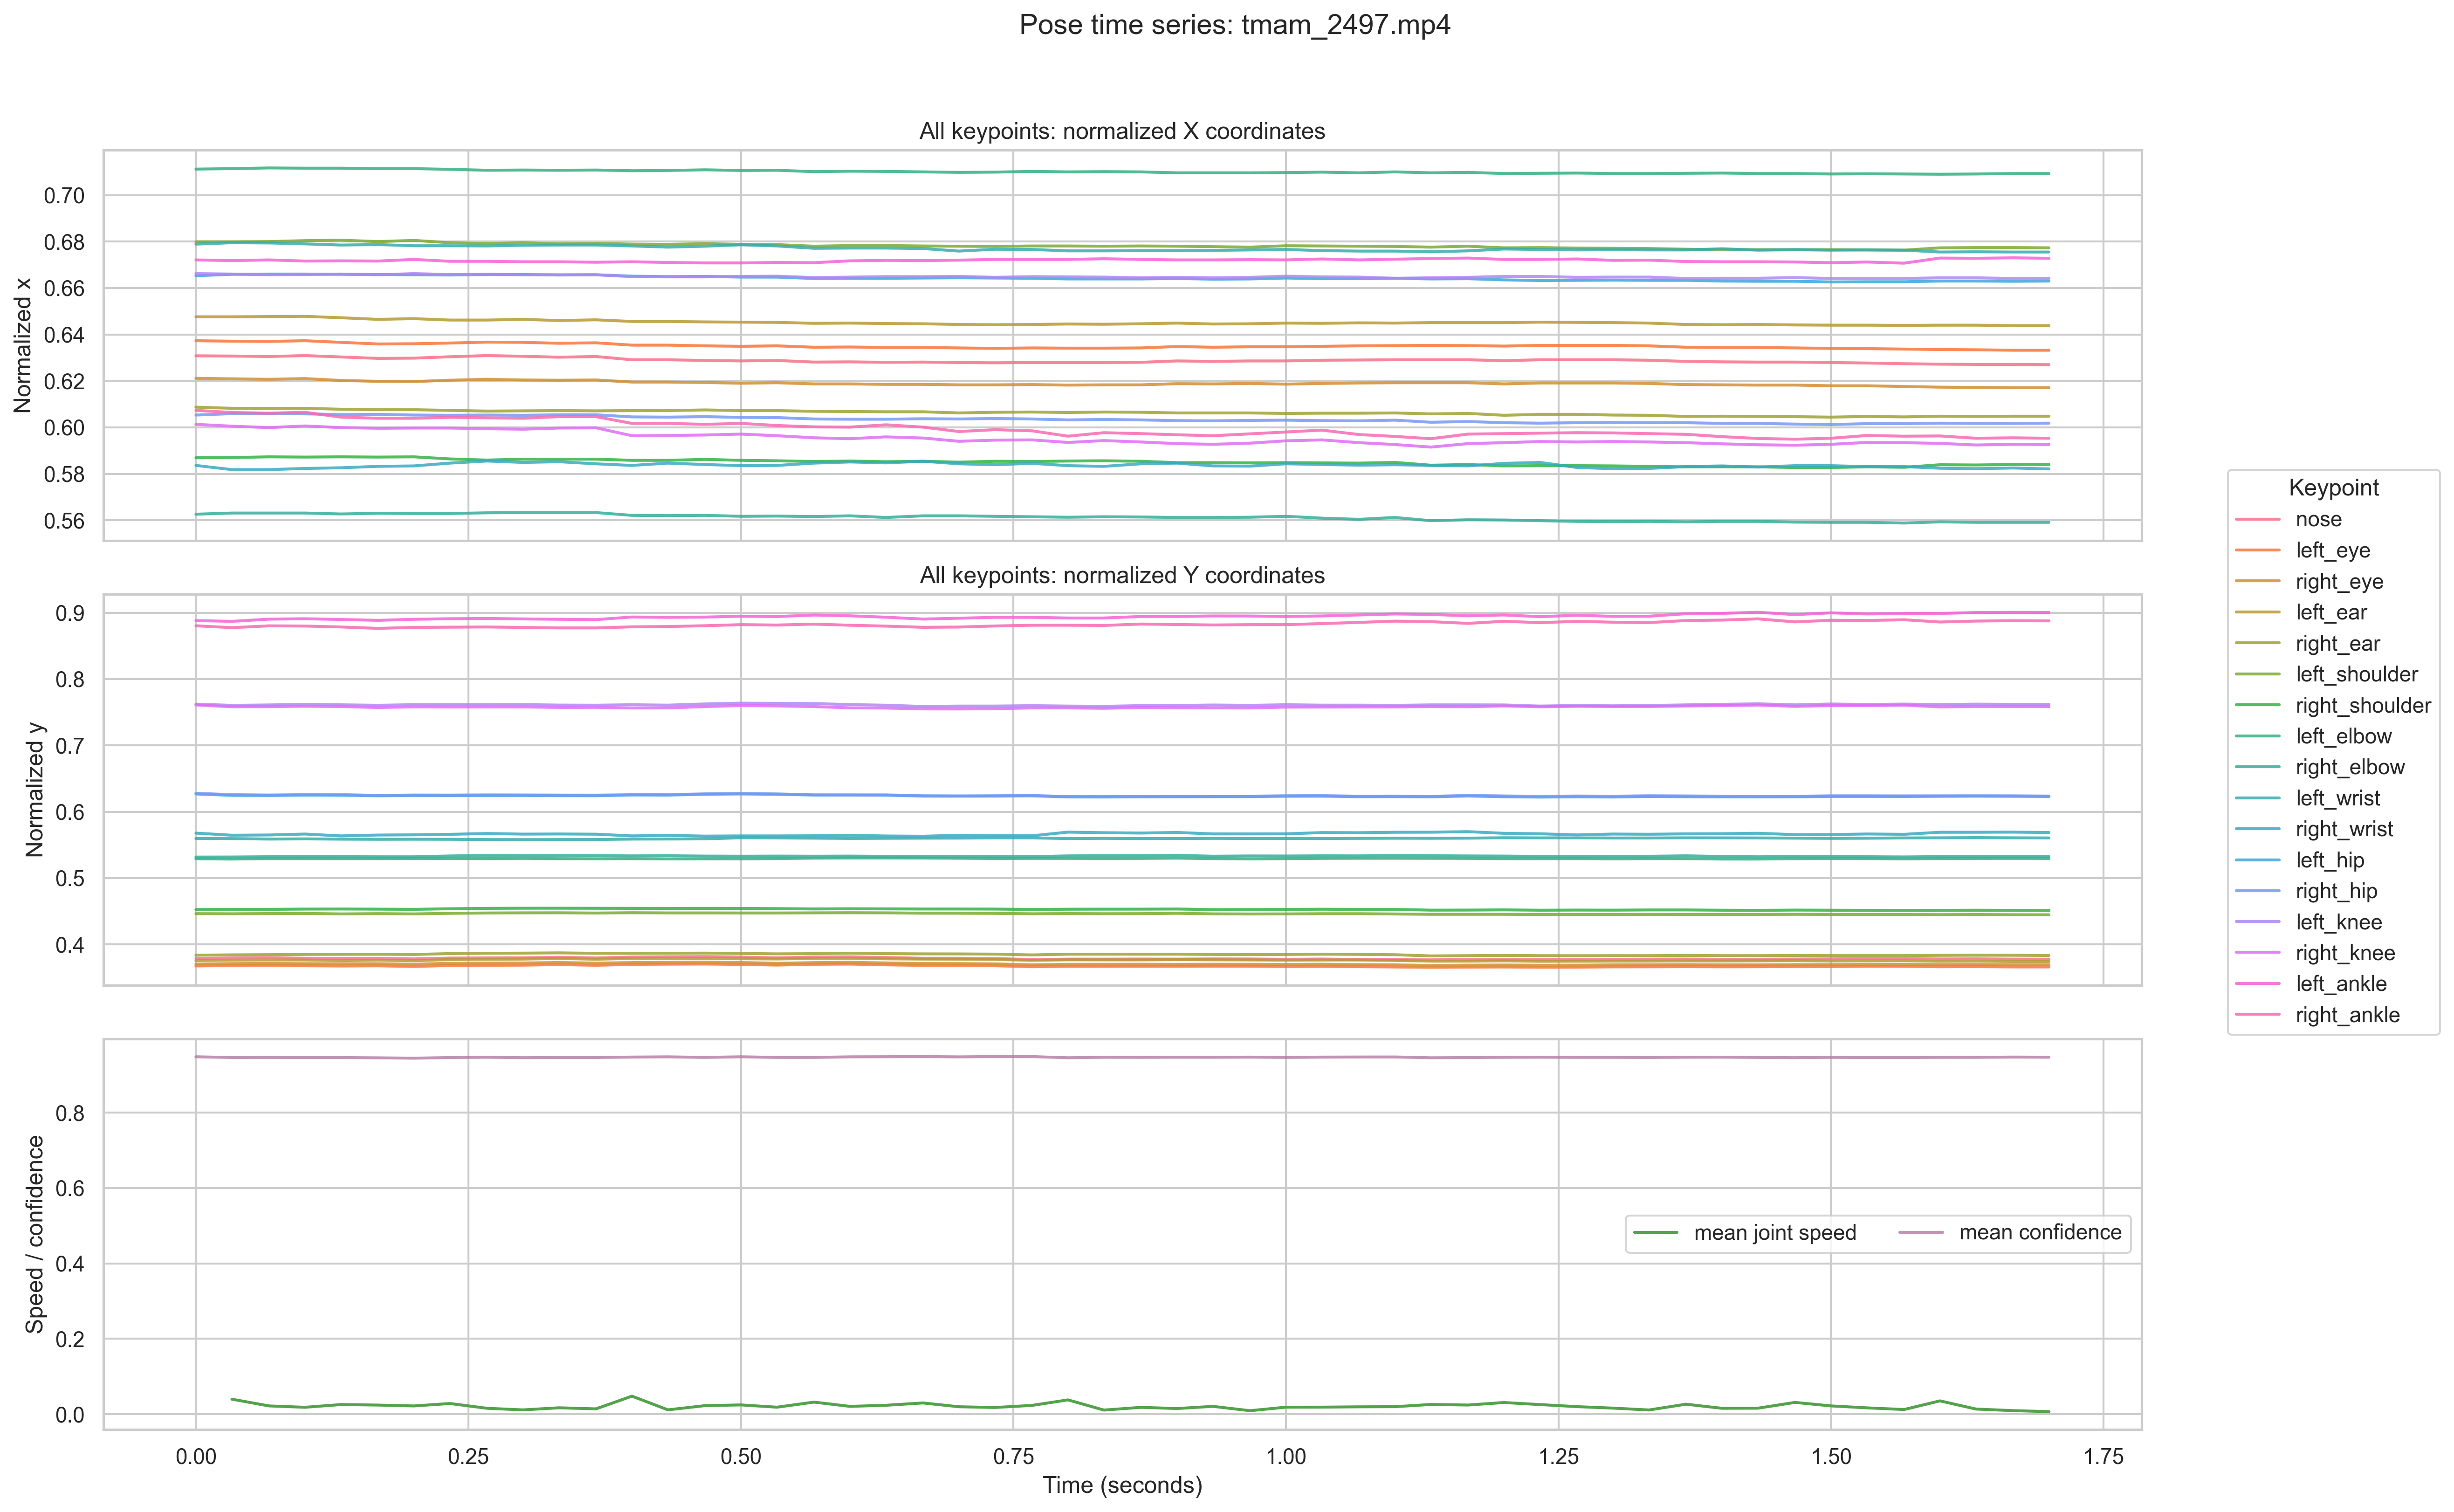 Pose time series: tmam_2497.mp4
All keypoints: normalized X coordinates
Normalized x
0.70
0.68
0.66
0.64
0.62
0.60
0.58
0.56
All keypoints: normalized Y coordinates
Normalized y
0.9
0.8
0.7
0.6
0.5
0.4
Keypoint
nose
left_eye
right_eye
left_ear
right_ear
left_shoulder
right_shoulder
left_elbow
right_elbow
left_wrist
right_wrist
left_hip
right_hip
left_knee
right_knee
left_ankle
right_ankle
Speed / confidence
0.8
0.6
0.4
0.2
0.0
mean joint speed mean confidence
0.00 0.25 0.50 0.75 1.00 1.25 1.50 1.75
Time (seconds)